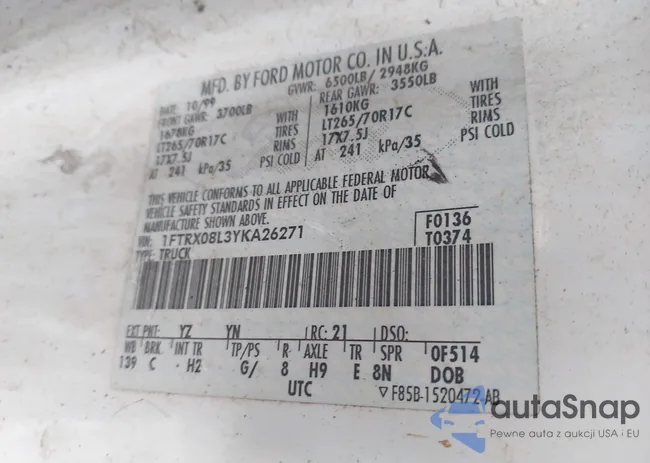 MFD. BY FORD MOTOR CO. IN U.S.A.
DATE: 10/99 GVWR: 6500LB/ 2948KG
FRONT GAWR: 3700LB REAR GAWR: 3550LB
1678KG WITH 1610KG WITH
LT265/70R17C TIRES LT265/70R17C TIRES
17X7.5J RIMS 17X7.5J RIMS
AT 241 kPa/35 PSI COLD AT 241 kPa/35 PSI COLD
THIS VEHICLE CONFORMS TO ALL APPLICABLE FEDERAL MOTOR
VEHICLE SAFETY STANDARDS IN EFFECT ON THE DATE OF
MANUFACTURE SHOWN ABOVE.
VIN: 1FTRX08L3YKA26271 F0136
TYPE: TRUCK T0374
EXT PNT: YZ YN RC: 21 DSO:
WB BRK INT TR TP/PS R AXLE TR SPR 0F514
139 C H2 G/ 8 H9 E 8N DOB
UTC ▽ F85B-1520472-AB
autoSnap
Pewne auta z aukcji USA i EU